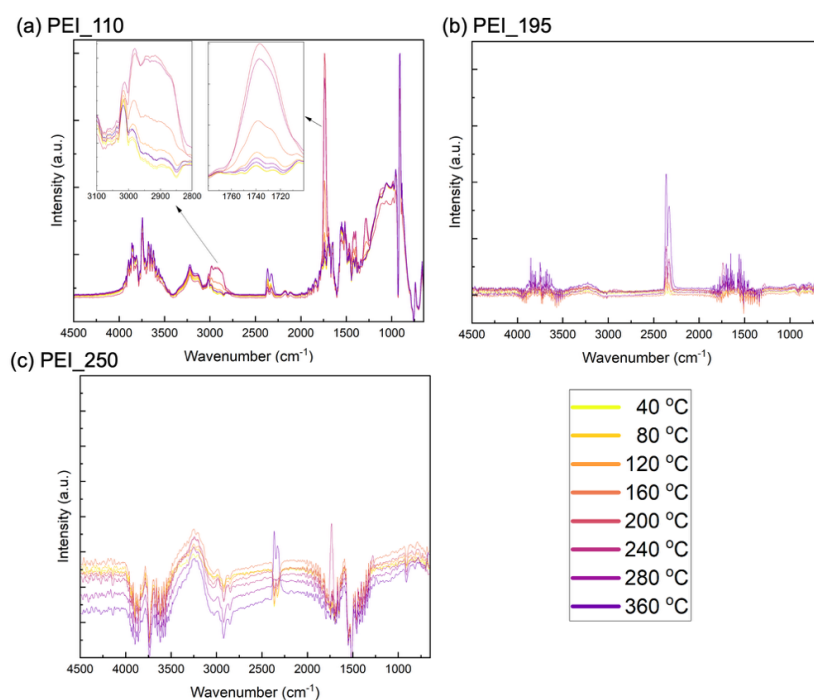 (a) PEI_110
Intensity (a.u.)
3100 3000 2900 2800
1760 1740 1720
4500 4000 3500 3000 2500 2000 1500 1000
Wavenumber (cm⁻¹)
(b) PEI_195
Intensity (a.u.)
4500 4000 3500 3000 2500 2000 1500 1000
Wavenumber (cm⁻¹)
(c) PEI_250
Intensity (a.u.)
4500 4000 3500 3000 2500 2000 1500 1000
Wavenumber (cm⁻¹)
40 °C
80 °C
120 °C
160 °C
200 °C
240 °C
280 °C
360 °C